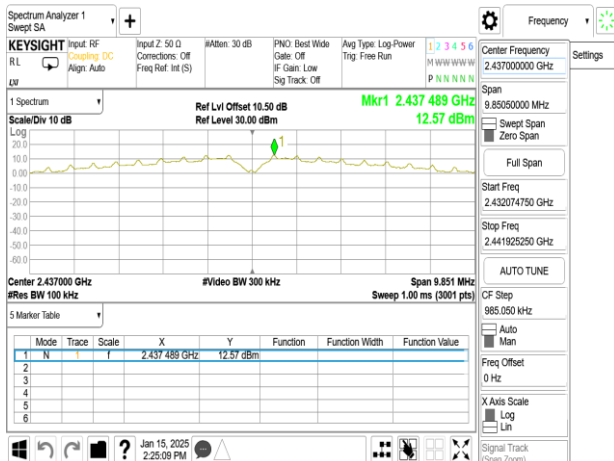 Spectrum Analyzer 1
Swept SA
+
Frequency
KEYSIGHT
RL
LXI
Input: RF
Coupling: DC
Align: Auto
Input Z: 50 Ω
Corrections: Off
Freq Ref: Int (S)
#Atten: 30 dB
PNO: Best Wide
Gate: Off
IF Gain: Low
Sig Track: Off
Avg Type: Log-Power
Trig: Free Run
1 2 3 4 5 6
M W W W W W
P N N N N N
1 Spectrum
Scale/Div 10 dB
Ref Lvl Offset 10.50 dB
Ref Level 30.00 dBm
Mkr1 2.437 489 GHz
12.57 dBm
Log
20.0
10.0
0.00
-10.0
-20.0
-30.0
-40.0
-50.0
-60.0
1
Center 2.437000 GHz
#Res BW 100 kHz
#Video BW 300 kHz
Span 9.851 MHz
Sweep 1.00 ms (3001 pts)
5 Marker Table
Mode Trace Scale X Y Function Function Width Function Value
1 N 1 f 2.437 489 GHz 12.57 dBm
2
3
4
5
6
Jan 15, 2025
2:25:09 PM
?
Center Frequency
2.437000000 GHz
Settings
Span
9.85050000 MHz
Swept Span
Zero Span
Full Span
Start Freq
2.432074750 GHz
Stop Freq
2.441925250 GHz
AUTO TUNE
CF Step
985.050 kHz
Auto
Man
Freq Offset
0 Hz
X Axis Scale
Log
Lin
Signal Track
(Span Zoom)